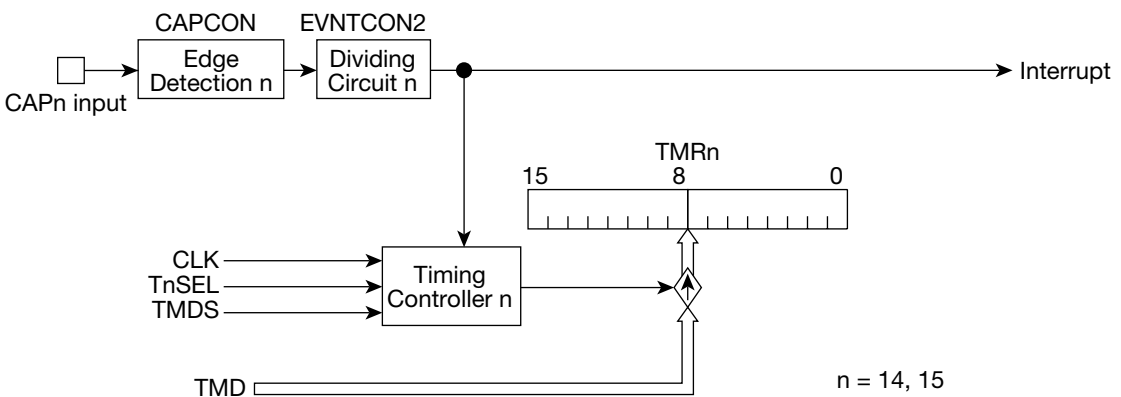 CAPCON
EVNTCON2
Edge
Detection n
Dividing
Circuit n
Interrupt
CAPn input
TMRn
15 8 0
CLK
TnSEL
TMDS
Timing
Controller n
TMD
n = 14, 15